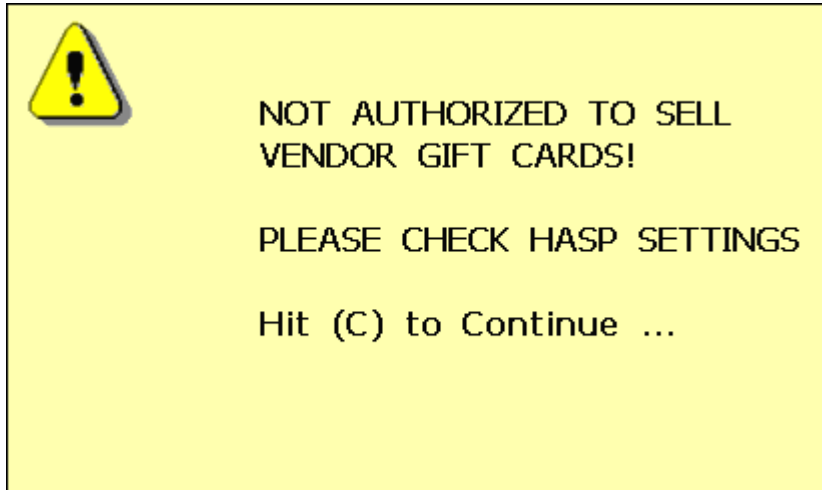 NOT AUTHORIZED TO SELL
VENDOR GIFT CARDS!
PLEASE CHECK HASP SETTINGS
Hit (C) to Continue ...